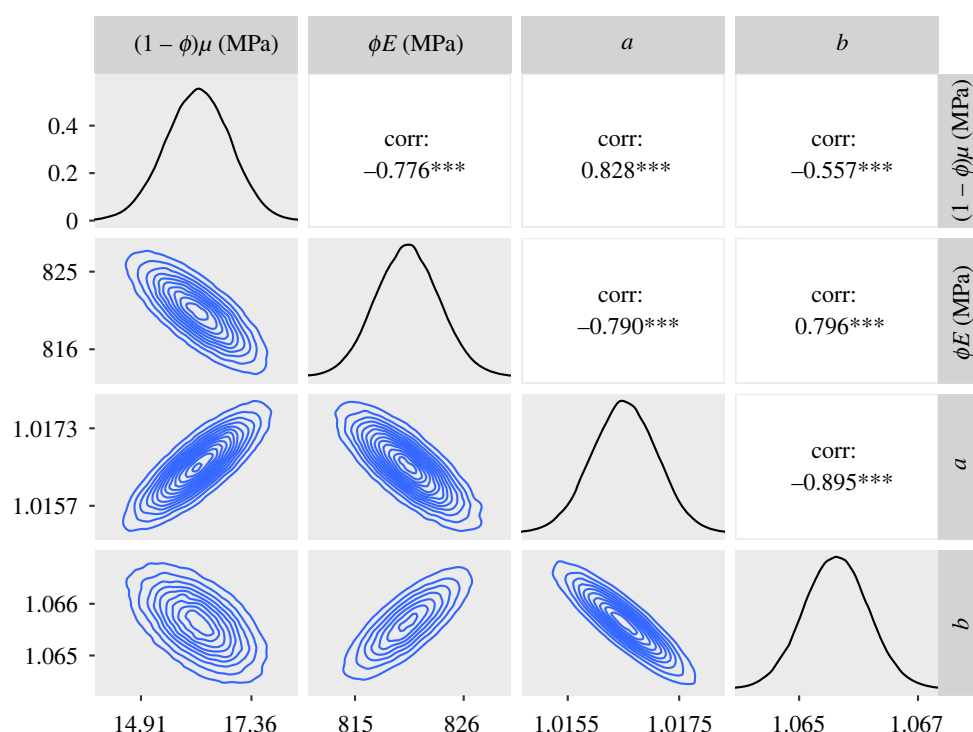 (1 – ϕ)μ (MPa) ϕE (MPa) a b
0.4
0.2
0
corr:
–0.776***
corr:
0.828***
corr:
–0.557***
(1 – ϕ)μ (MPa)
825
816
corr:
–0.790***
corr:
0.796***
ϕE (MPa)
1.0173
1.0157
corr:
–0.895***
a
1.066
1.065
b
14.91 17.36 815 826 1.0155 1.0175 1.065 1.067